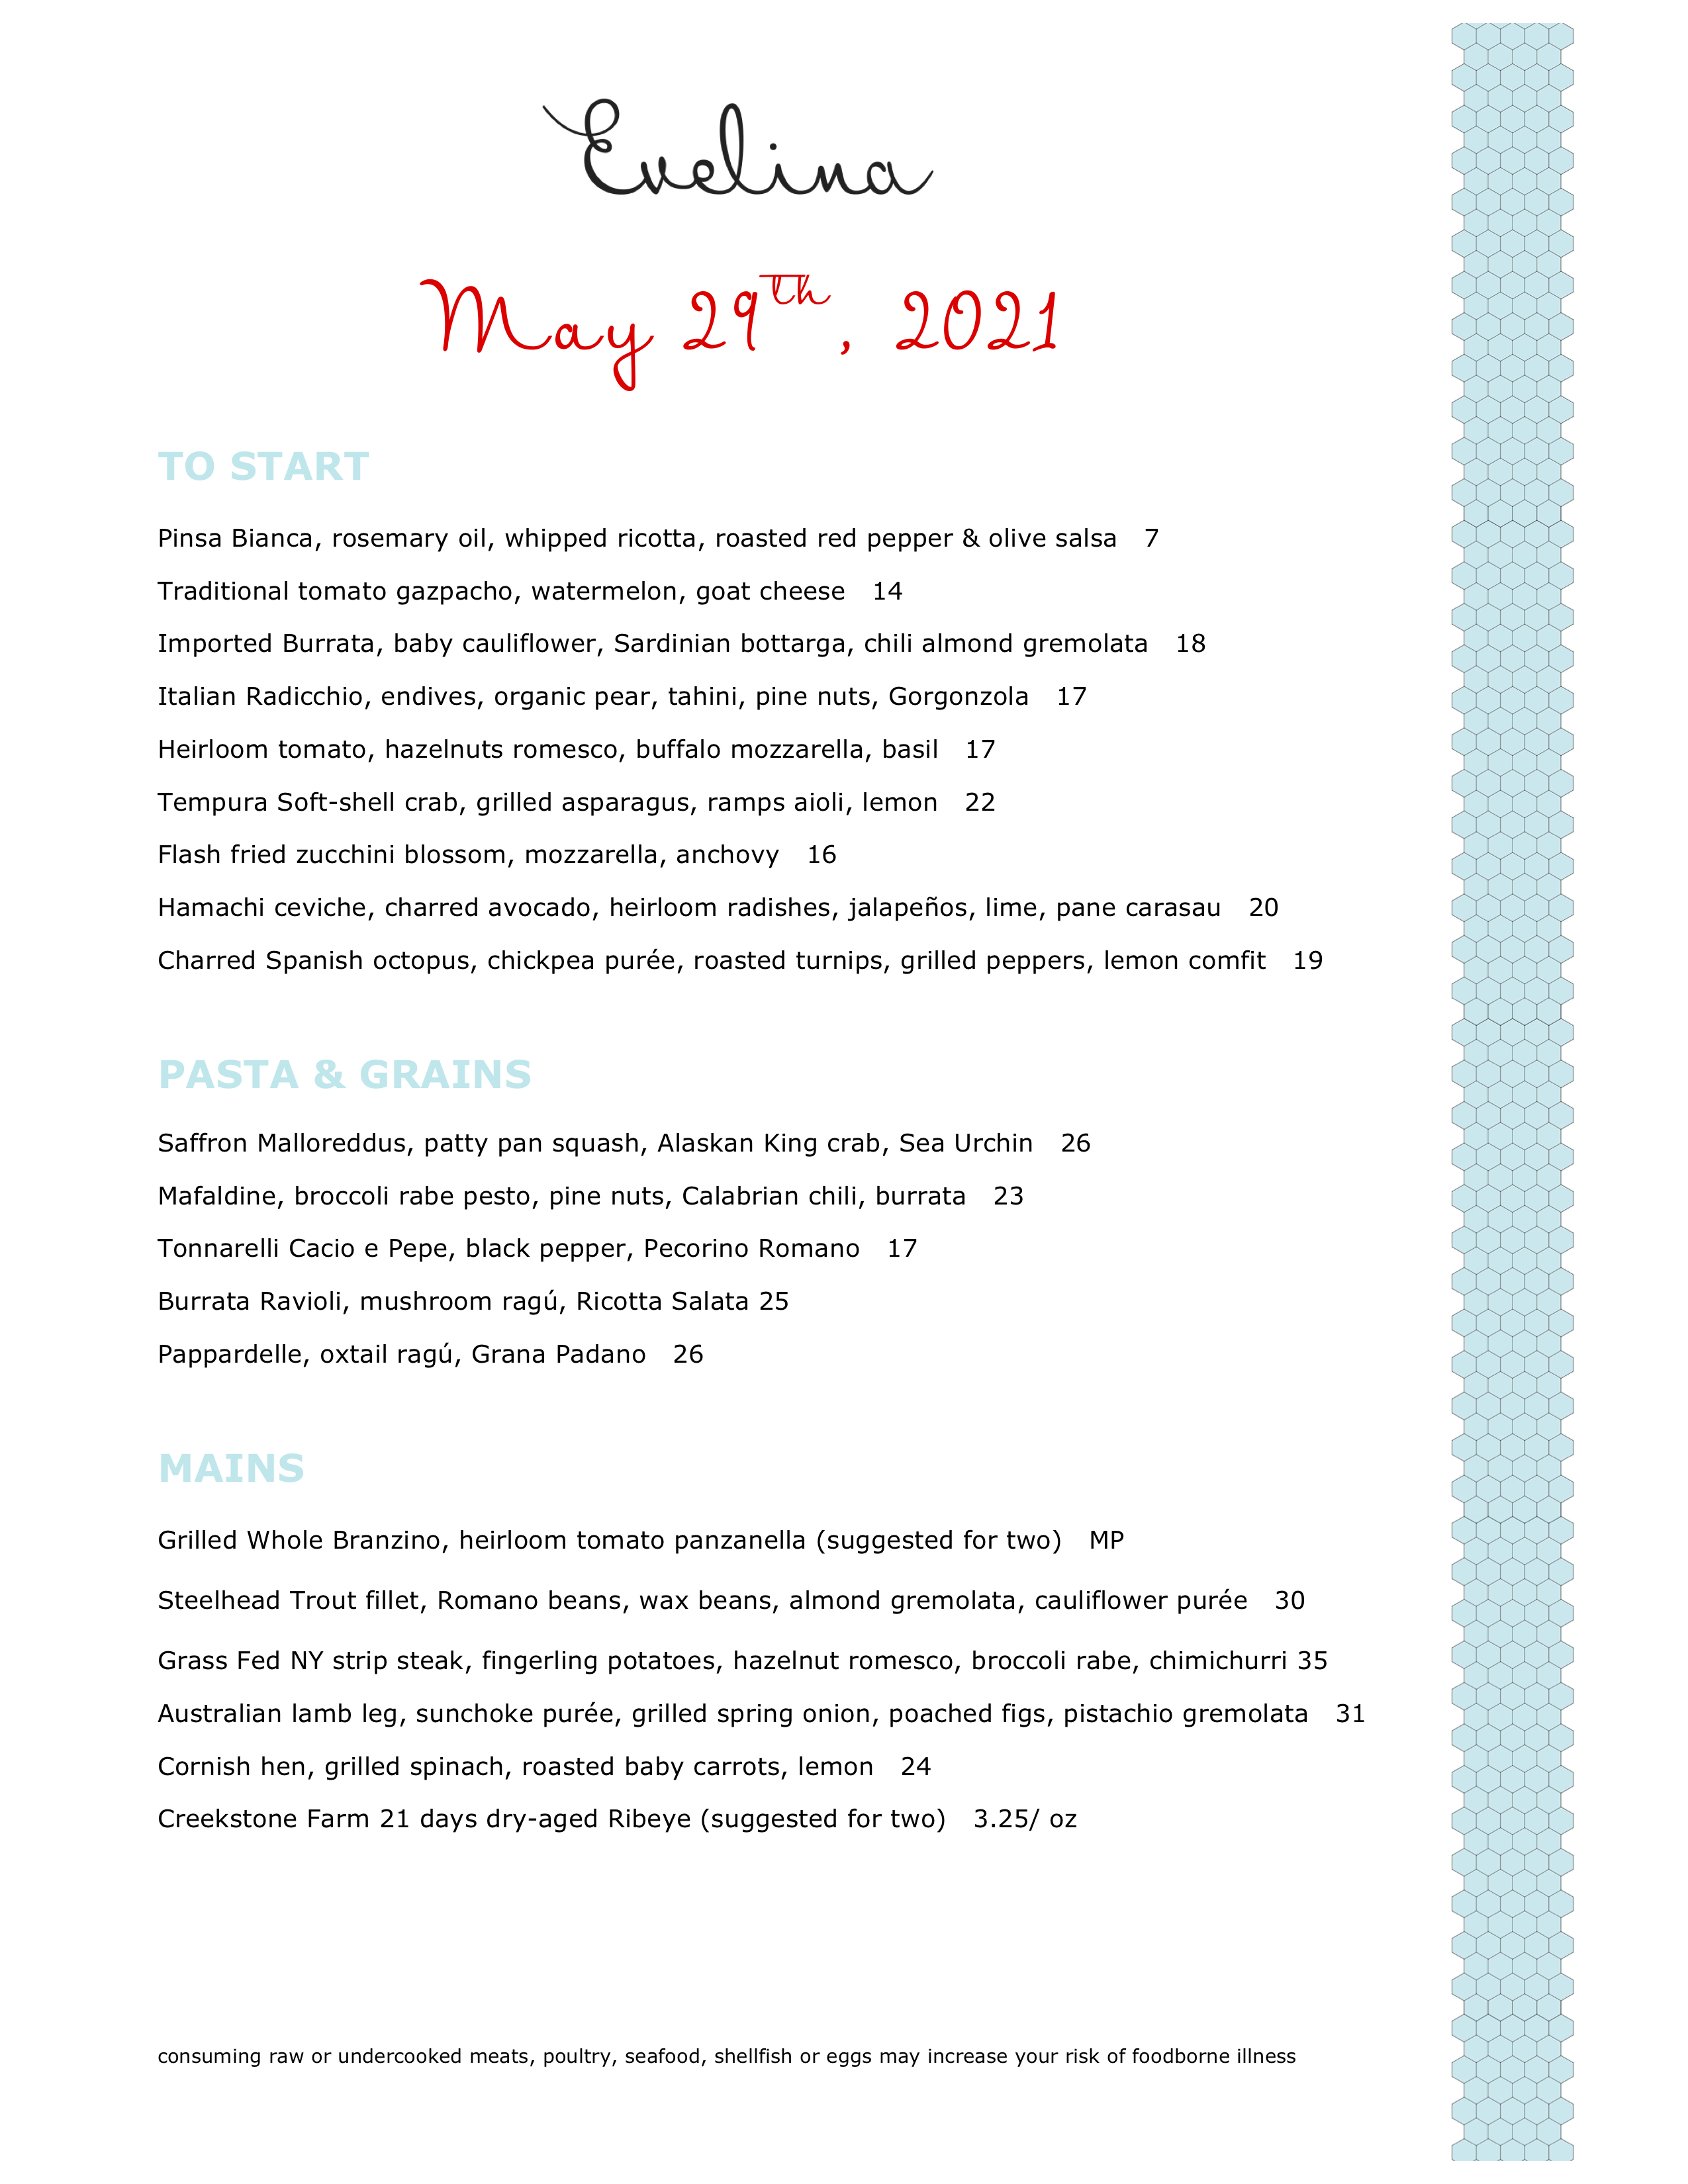 Evelina
May 29th, 2021
TO START
Pinsa Bianca, rosemary oil, whipped ricotta, roasted red pepper & olive salsa 7
Traditional tomato gazpacho, watermelon, goat cheese 14
Imported Burrata, baby cauliflower, Sardinian bottarga, chili almond gremolata 18
Italian Radicchio, endives, organic pear, tahini, pine nuts, Gorgonzola 17
Heirloom tomato, hazelnuts romesco, buffalo mozzarella, basil 17
Tempura Soft-shell crab, grilled asparagus, ramps aioli, lemon 22
Flash fried zucchini blossom, mozzarella, anchovy 16
Hamachi ceviche, charred avocado, heirloom radishes, jalapeños, lime, pane carasau 20
Charred Spanish octopus, chickpea purée, roasted turnips, grilled peppers, lemon comfit 19
PASTA & GRAINS
Saffron Malloreddus, patty pan squash, Alaskan King crab, Sea Urchin 26
Mafaldine, broccoli rabe pesto, pine nuts, Calabrian chili, burrata 23
Tonnarelli Cacio e Pepe, black pepper, Pecorino Romano 17
Burrata Ravioli, mushroom ragú, Ricotta Salata 25
Pappardelle, oxtail ragú, Grana Padano 26
MAINS
Grilled Whole Branzino, heirloom tomato panzanella (suggested for two) MP
Steelhead Trout fillet, Romano beans, wax beans, almond gremolata, cauliflower purée 30
Grass Fed NY strip steak, fingerling potatoes, hazelnut romesco, broccoli rabe, chimichurri 35
Australian lamb leg, sunchoke purée, grilled spring onion, poached figs, pistachio gremolata 31
Cornish hen, grilled spinach, roasted baby carrots, lemon 24
Creekstone Farm 21 days dry-aged Ribeye (suggested for two) 3.25/ oz
consuming raw or undercooked meats, poultry, seafood, shellfish or eggs may increase your risk of foodborne illness